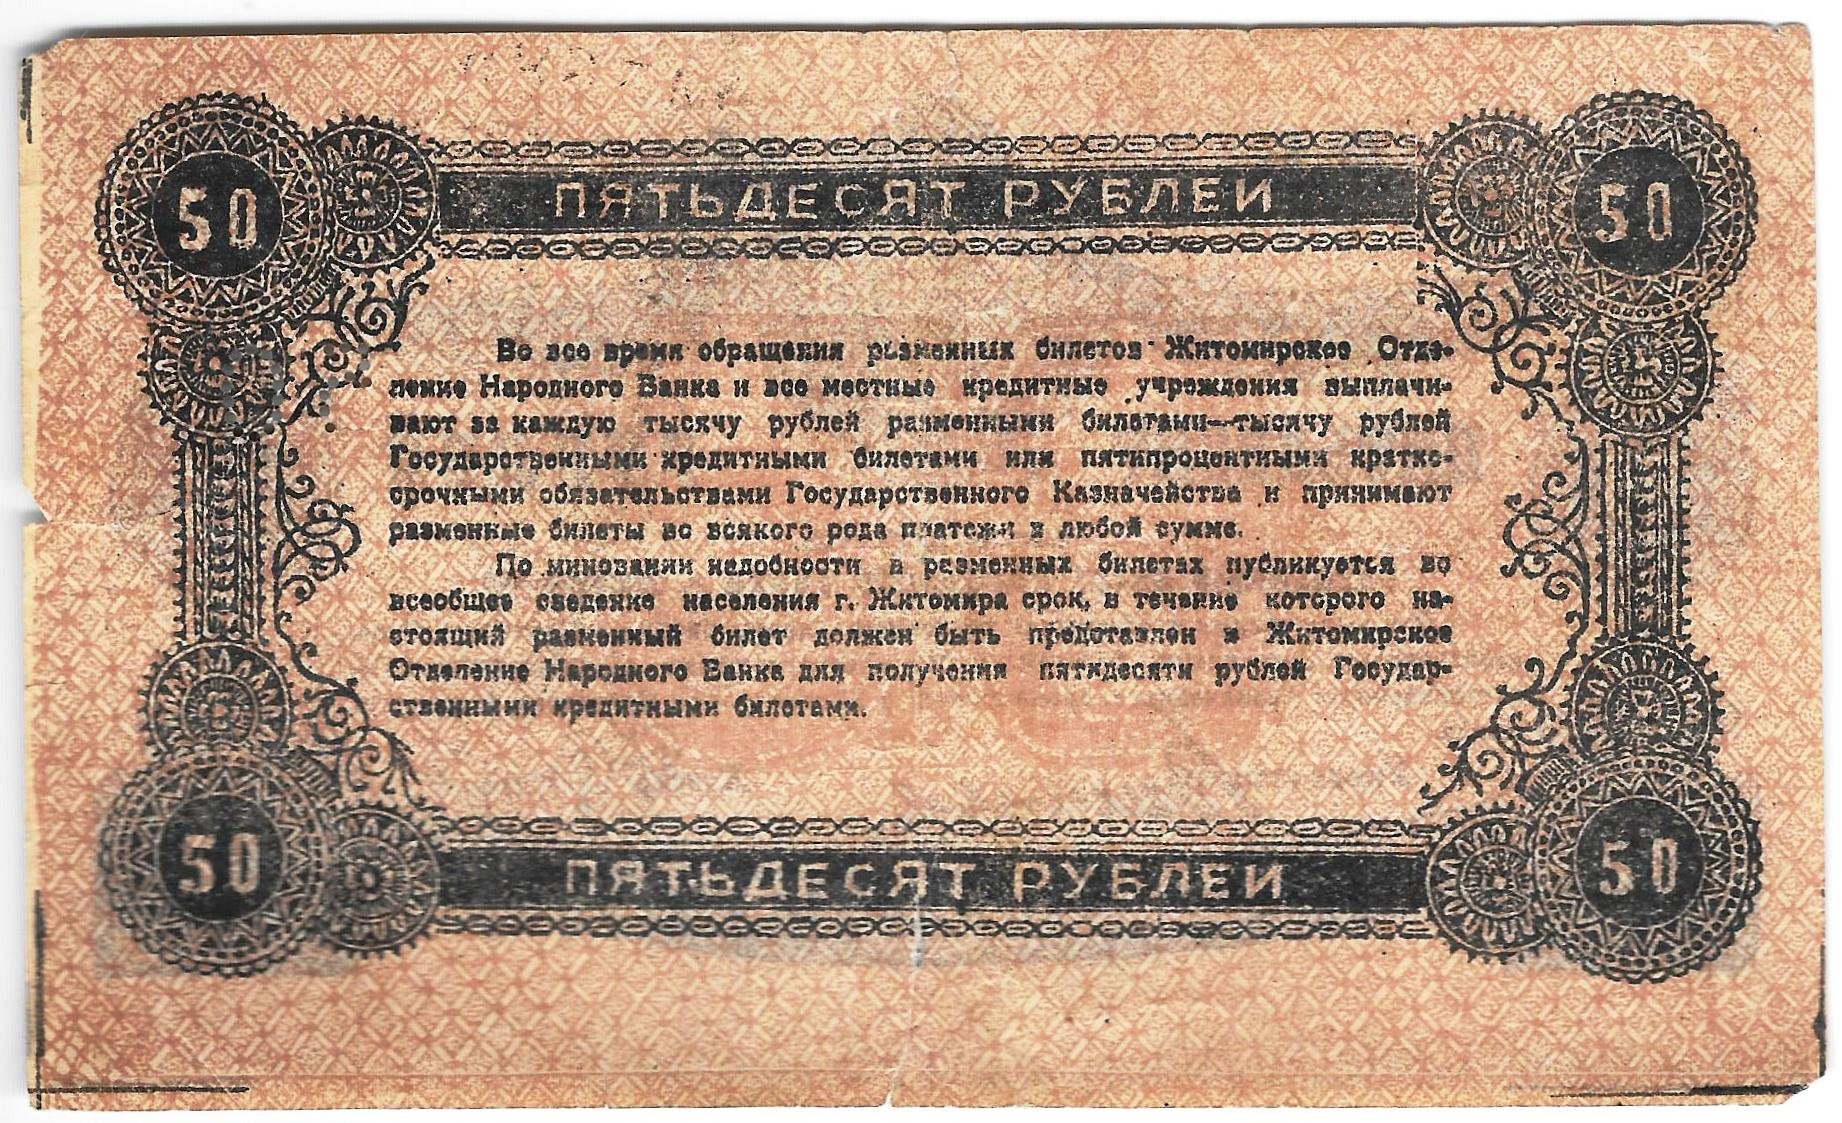 50 ПЯТЬДЕСЯТ РУБЛЕЙ 50
Во все время обращения разменных билетов Житомирское Отде-
ление Народного Банка и все местные кредитные учреждения выплачи-
вают за каждую тысячу рублей разменными билетами—тысячу рублей
Государственными кредитными билетами или пятипроцентными кратко-
срочными обязательствами Государственного Казначейства и принимают
разменные билеты во всякого рода платежи в любой сумме.
По миновании надобности в разменных билетах публикуется во
всеобщее сведение населения г. Житомира срок, в течение которого на-
стоящий разменный билет должен быть представлен в Житомирское
Отделение Народного Банка для получения пятидесяти рублей Государ-
ственными кредитными билетами.
50 ПЯТЬДЕСЯТ РУБЛЕЙ 50